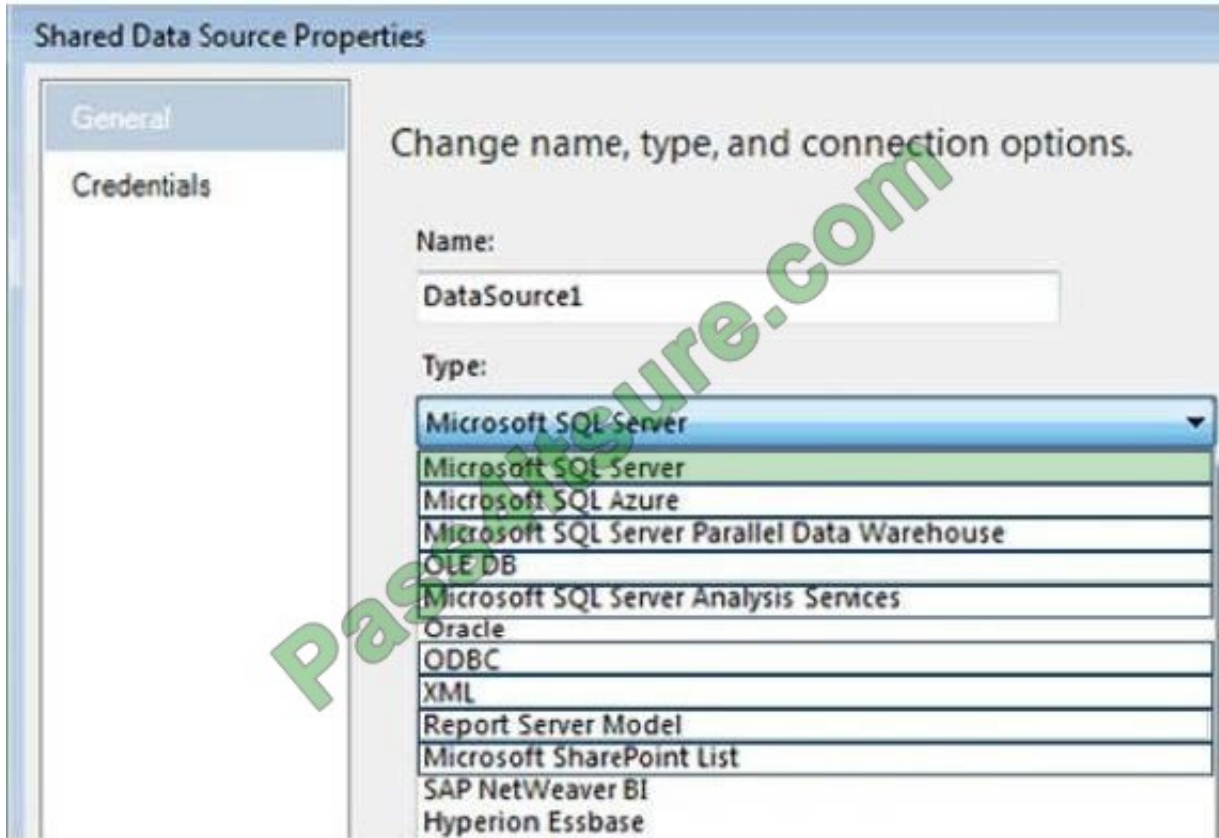 Shared Data Source Properties
General
Credentials
Change name, type, and connection options.
Name:
DataSource1
Type:
Microsoft SQL Server
Microsoft SQL Server
Microsoft SQL Azure
Microsoft SQL Server Parallel Data Warehouse
OLE DB
Microsoft SQL Server Analysis Services
Oracle
ODBC
XML
Report Server Model
Microsoft SharePoint List
SAP NetWeaver BI
Hyperion Essbase
Pass4itsure.com